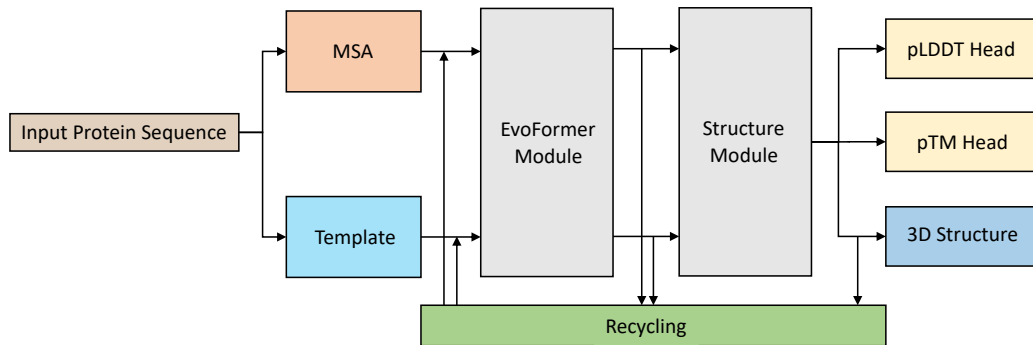 Input Protein Sequence
MSA
Template
EvoFormer
Module
Structure
Module
pLDDT Head
pTM Head
3D Structure
Recycling